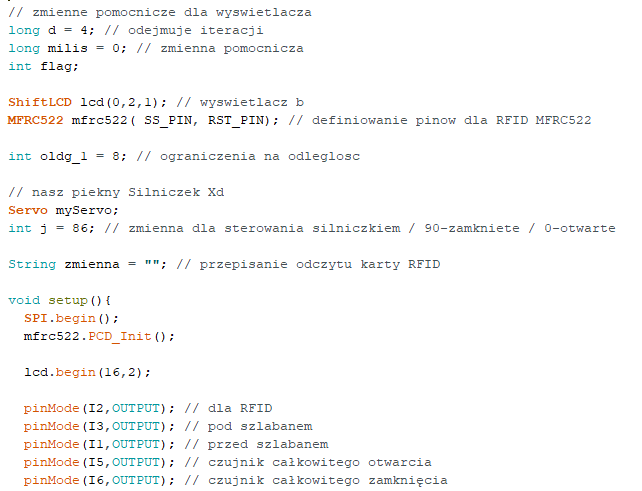 // zmienne pomocnicze dla wyswietlacza
long d = 4; // odejmuje iteracji
long milis = 0; // zmienna pomocnicza
int flag;
ShiftLCD lcd(0,2,1); // wyswietlacz b
MFRC522 mfrc522( SS_PIN, RST_PIN); // definiowanie pinow dla RFID MFRC522
int oldg_1 = 8; // ograniczenia na odleglosc
// nasz piekny Silniczek Xd
Servo myServo;
int j = 86; // zmienna dla sterowania silniczkiem / 90-zamkniete / 0-otwarte
String zmienna = ""; // przepisanie odczytu karty RFID
void setup(){
SPI.begin();
mfrc522.PCD_Init();
lcd.begin(16,2);
pinMode(I2,OUTPUT); // dla RFID
pinMode(I3,OUTPUT); // pod szlabanem
pinMode(I1,OUTPUT); // przed szlabanem
pinMode(I5,OUTPUT); // czujnik całkowitego otwarcia
pinMode(I6,OUTPUT); // czujnik całkowitego zamknięcia